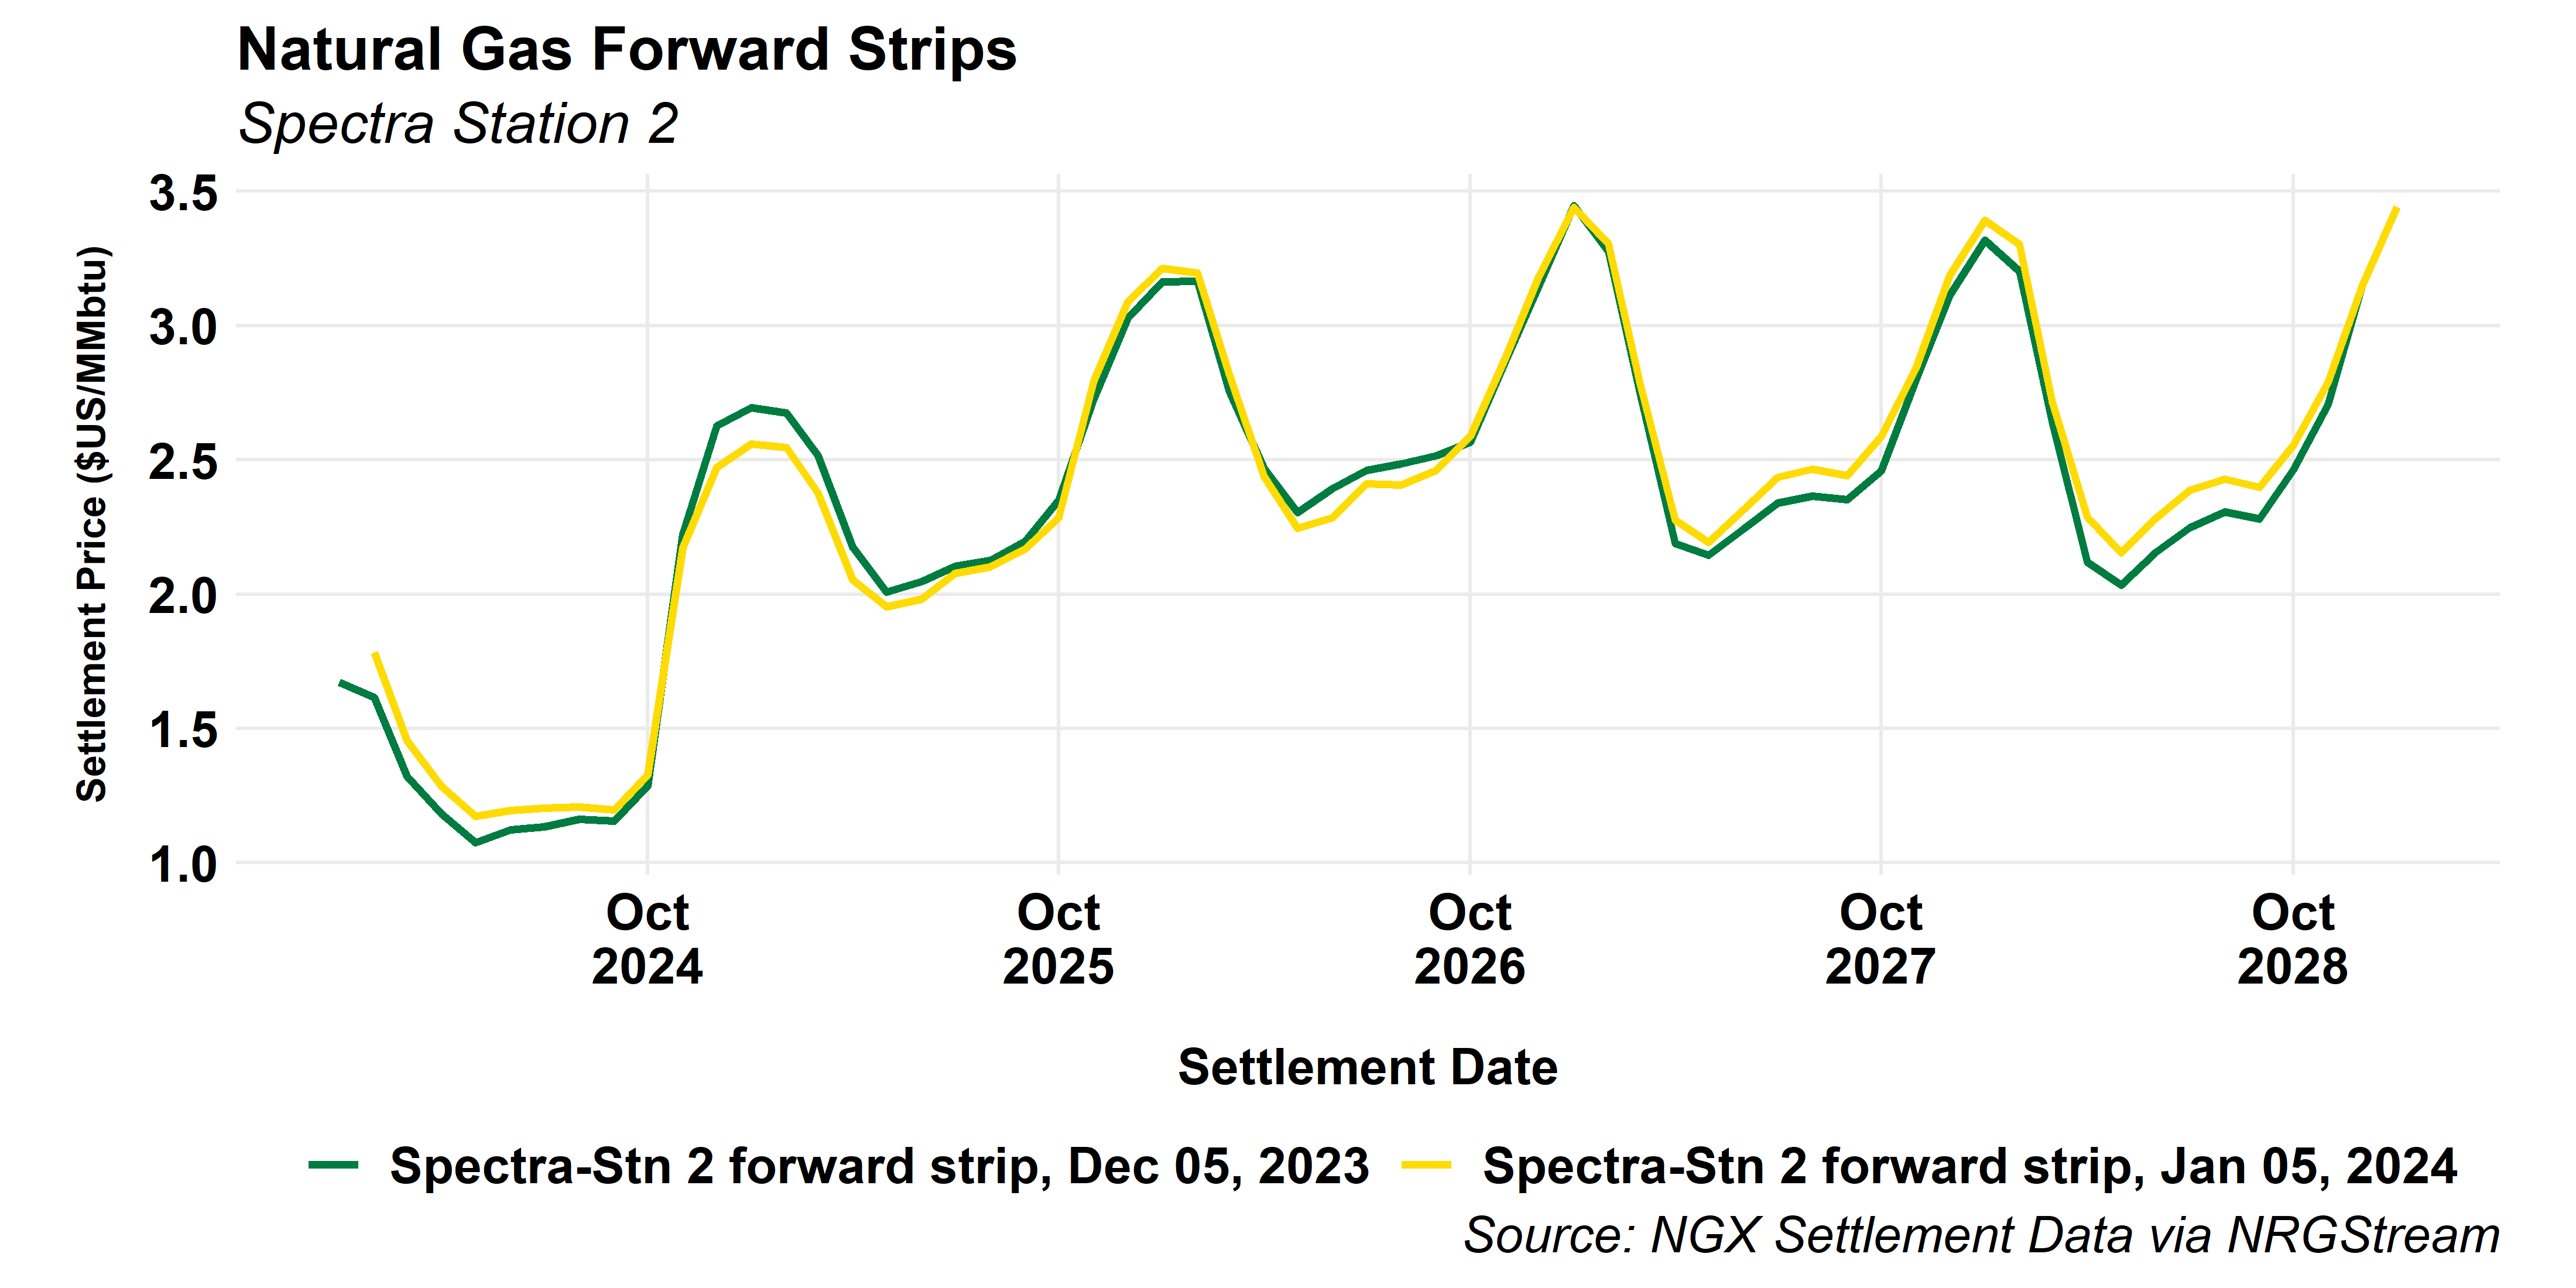 Natural Gas Forward Strips
Spectra Station 2
Settlement Price ($US/MMbtu)
3.5
3.0
2.5
2.0
1.5
1.0
Oct 2024
Oct 2025
Oct 2026
Oct 2027
Oct 2028
Settlement Date
Spectra-Stn 2 forward strip, Dec 05, 2023
Spectra-Stn 2 forward strip, Jan 05, 2024
Source: NGX Settlement Data via NRGStream